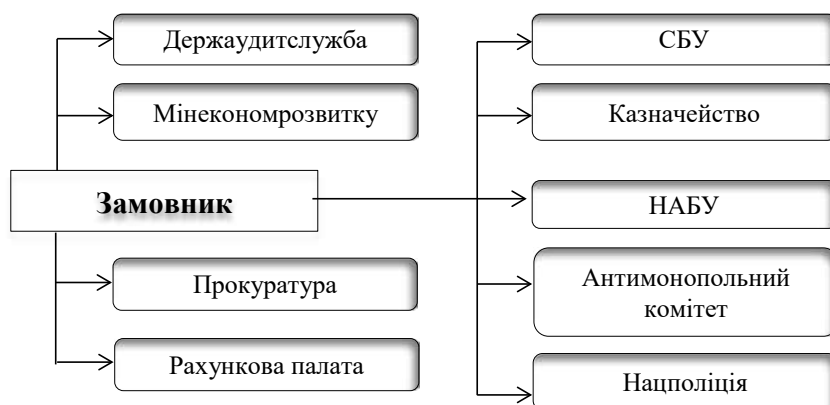 Держаудитслужба
Мінекономрозвитку
Замовник
Прокуратура
Рахункова палата
СБУ
Казначейство
НАБУ
Антимонопольний
комітет
Нацполіція